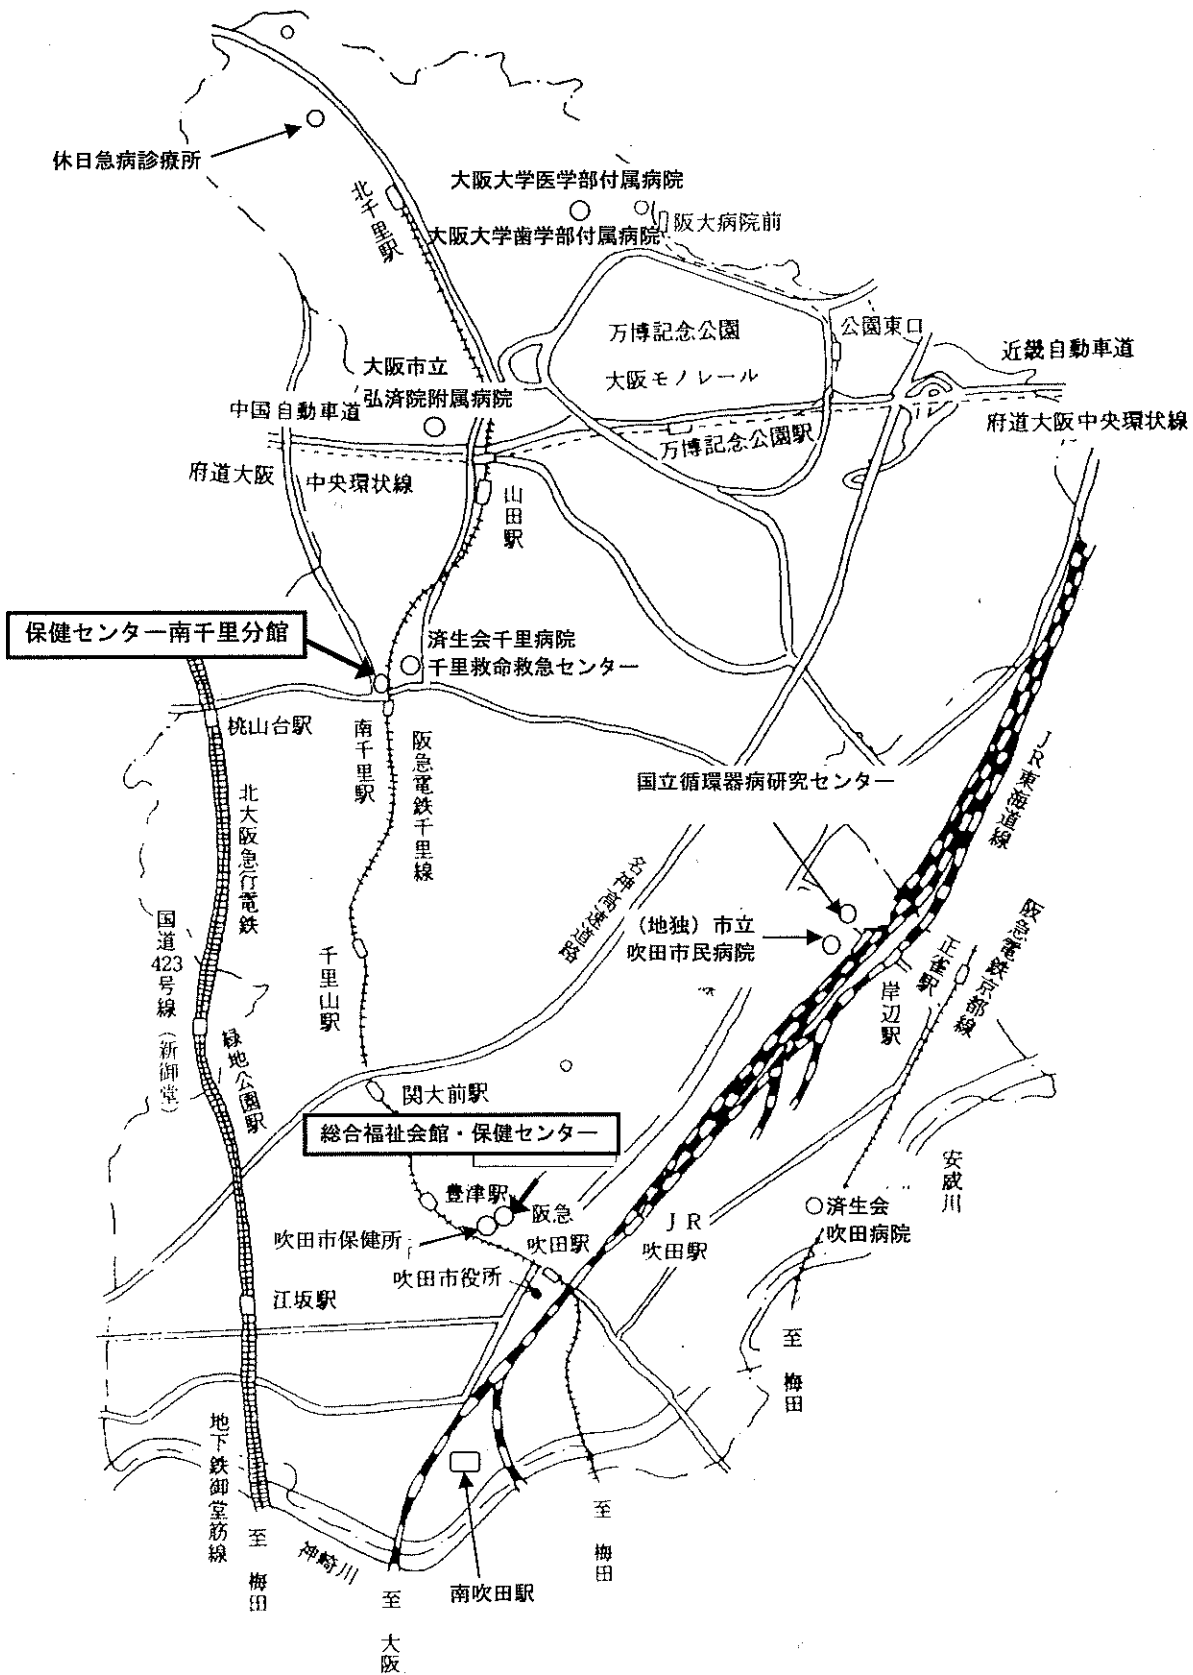 休日急病診療所
北千里駅
大阪大学医学部付属病院
大阪大学歯学部付属病院
阪大病院前
万博記念公園
公園東口
近畿自動車道
大阪モノレール
大阪市立
弘済院附属病院
中国自動車道
府道大阪中央環状線
万博記念公園駅
府道大阪
中央環状線
山田駅
保健センター南千里分館
済生会千里病院
千里救命救急センター
桃山台駅
南千里駅
阪急電鉄千里線
国立循環器病研究センター
JR東海道線
北大阪急行電鉄
名神高速道路
(地独)市立
吹田市民病院
正雀駅
阪急電鉄京都線
岸辺駅
国道423号線(新御堂)
千里山駅
緑地公園駅
関大前駅
総合福祉会館・保健センター
安威川
豊津駅
阪急
吹田駅
JR
吹田駅
済生会
吹田病院
吹田市保健所
吹田市役所
江坂駅
至 梅田
地下鉄御堂筋線
至 梅田
神崎川
至 大阪
南吹田駅
至 梅田